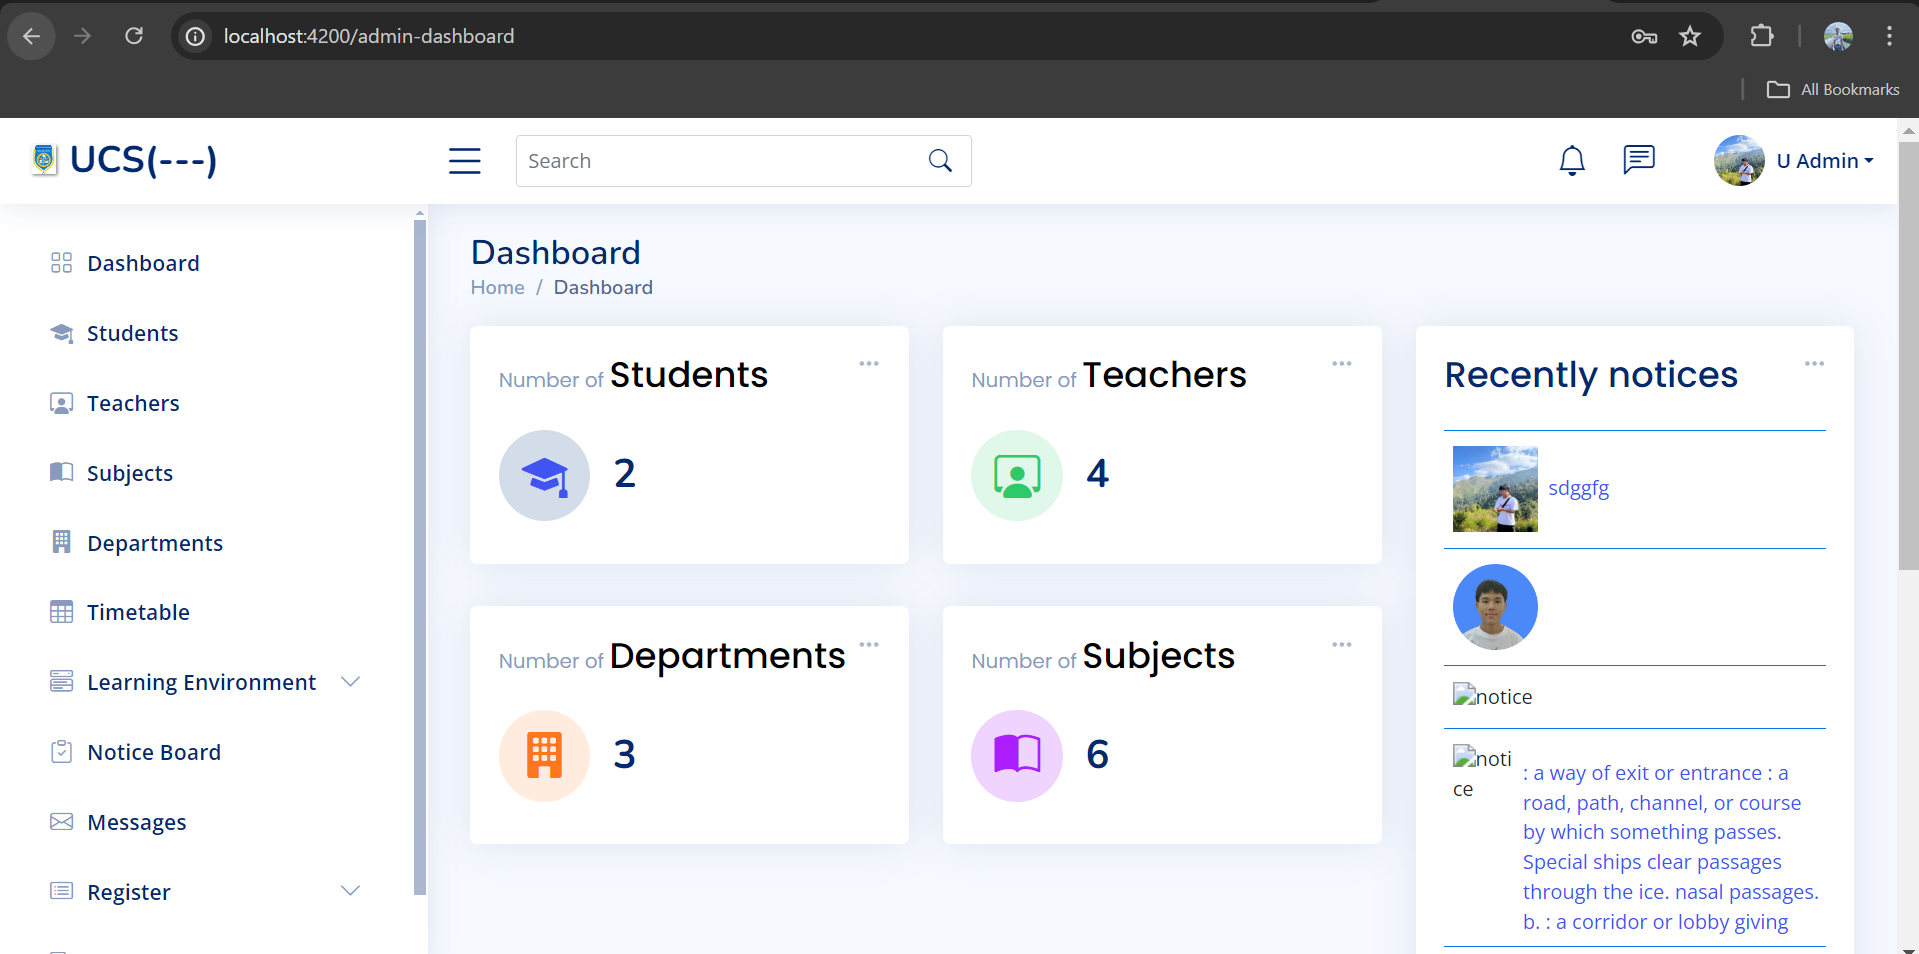 localhost:4200/admin-dashboard
All Bookmarks
UCS(---)
Search
U Admin
Dashboard
Students
Teachers
Subjects
Departments
Timetable
Learning Environment
Notice Board
Messages
Register
Dashboard
Home / Dashboard
Number of Students
2
Number of Teachers
4
Number of Departments
3
Number of Subjects
6
Recently notices
sdggfg
notice
noti
ce
: a way of exit or entrance : a
road, path, channel, or course
by which something passes.
Special ships clear passages
through the ice. nasal passages.
b. : a corridor or lobby giving